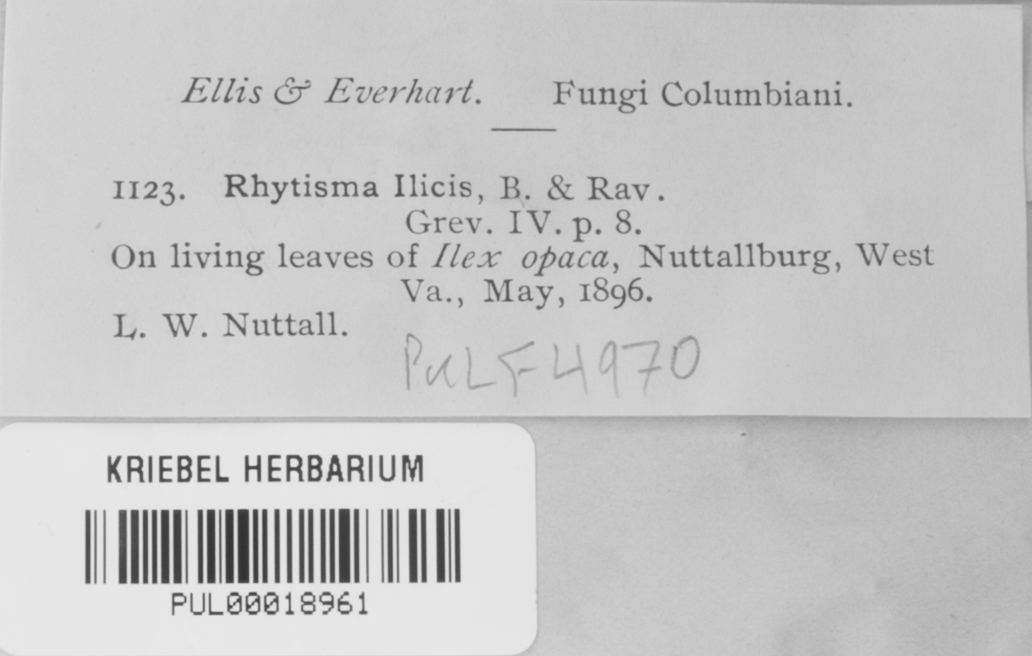 Ellis & Everhart. Fungi Columbiani.
1123. Rhytisma Ilicis, B. & Rav.
Grev. IV. p. 8.
On living leaves of Ilex opaca, Nuttallburg, West
Va., May, 1896.
L. W. Nuttall.
PuL F 4970
KRIEBEL HERBARIUM
PUL00018961